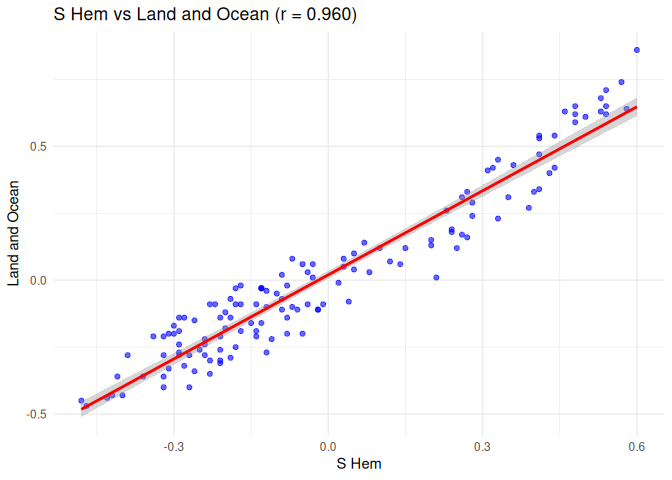 S Hem vs Land and Ocean (r = 0.960)
Land and Ocean
0.5
0.0
-0.5
-0.3
0.0
0.3
0.6
S Hem